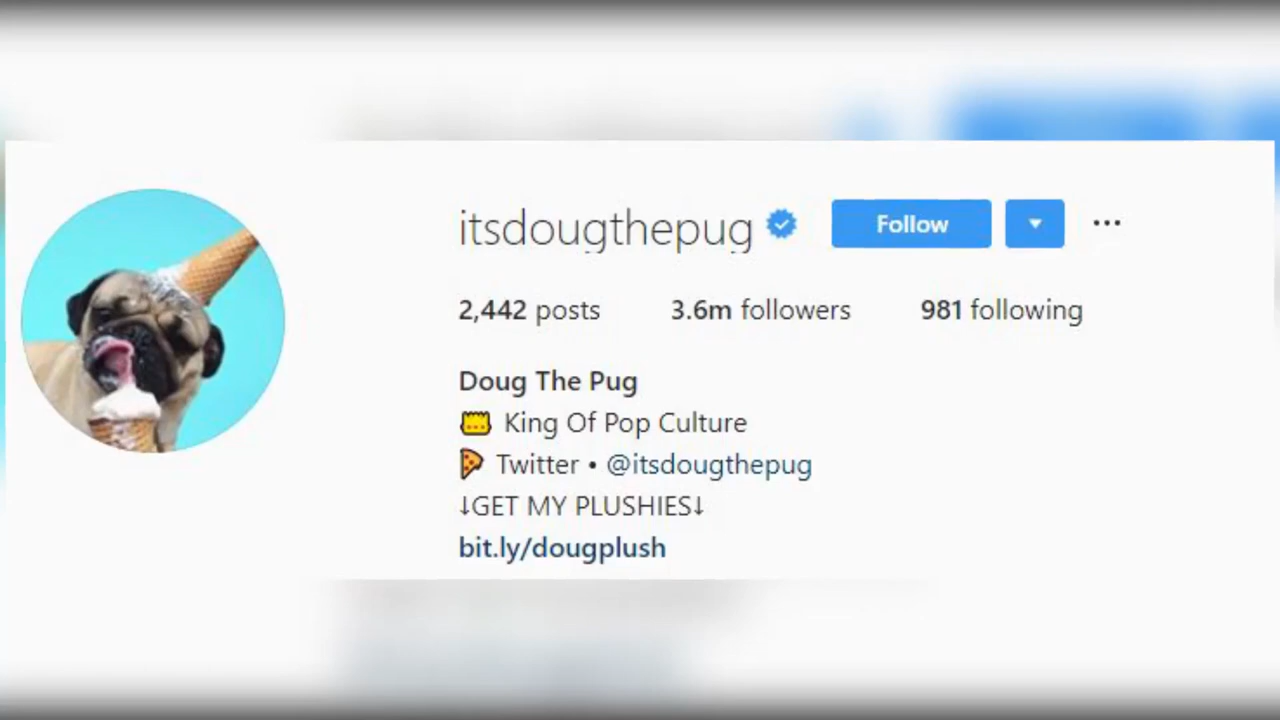 itsdougthepug Follow
2,442 posts 3.6m followers 981 following
Doug The Pug
King Of Pop Culture
Twitter • @itsdougthepug
↓GET MY PLUSHIES↓
bit.ly/dougplush